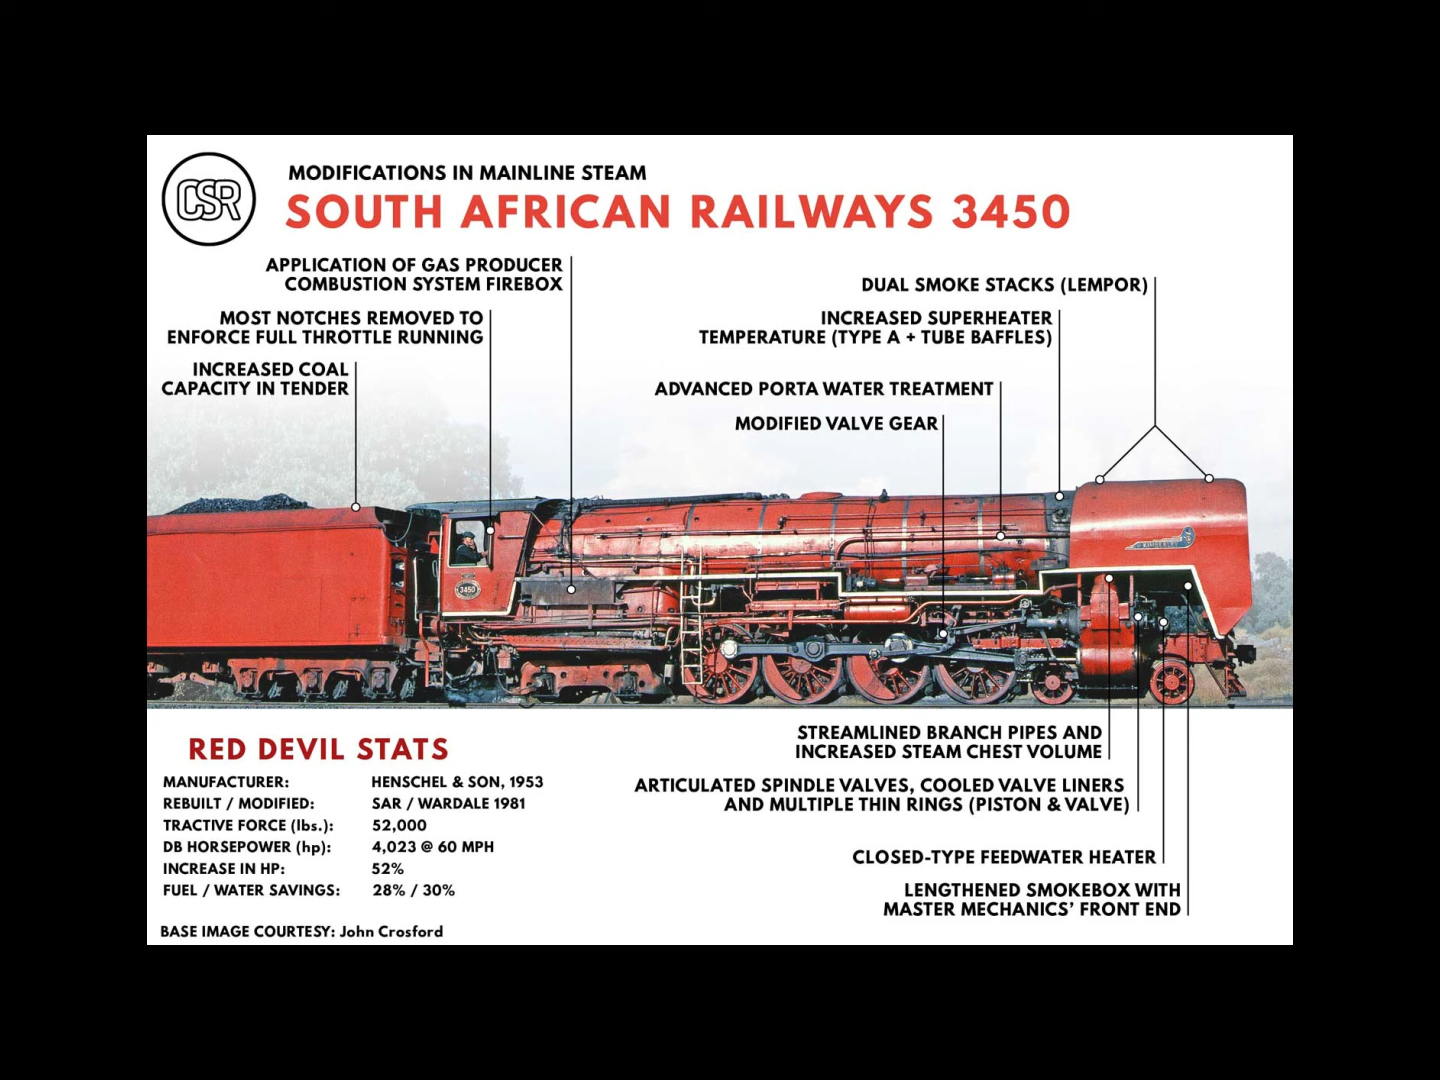 CSR
MODIFICATIONS IN MAINLINE STEAM
SOUTH AFRICAN RAILWAYS 3450
APPLICATION OF GAS PRODUCER
COMBUSTION SYSTEM FIREBOX
MOST NOTCHES REMOVED TO
ENFORCE FULL THROTTLE RUNNING
INCREASED COAL
CAPACITY IN TENDER
DUAL SMOKE STACKS (LEMPOR)
INCREASED SUPERHEATER
TEMPERATURE (TYPE A + TUBE BAFFLES)
ADVANCED PORTA WATER TREATMENT
MODIFIED VALVE GEAR
KIMBERLEY
3450
STREAMLINED BRANCH PIPES AND
INCREASED STEAM CHEST VOLUME
ARTICULATED SPINDLE VALVES, COOLED VALVE LINERS
AND MULTIPLE THIN RINGS (PISTON & VALVE)
CLOSED-TYPE FEEDWATER HEATER
LENGTHENED SMOKEBOX WITH
MASTER MECHANICS' FRONT END
RED DEVIL STATS
MANUFACTURER: HENSCHEL & SON, 1953
REBUILT / MODIFIED: SAR / WARDALE 1981
TRACTIVE FORCE (lbs.): 52,000
DB HORSEPOWER (hp): 4,023 @ 60 MPH
INCREASE IN HP: 52%
FUEL / WATER SAVINGS: 28% / 30%
BASE IMAGE COURTESY: John Crosford